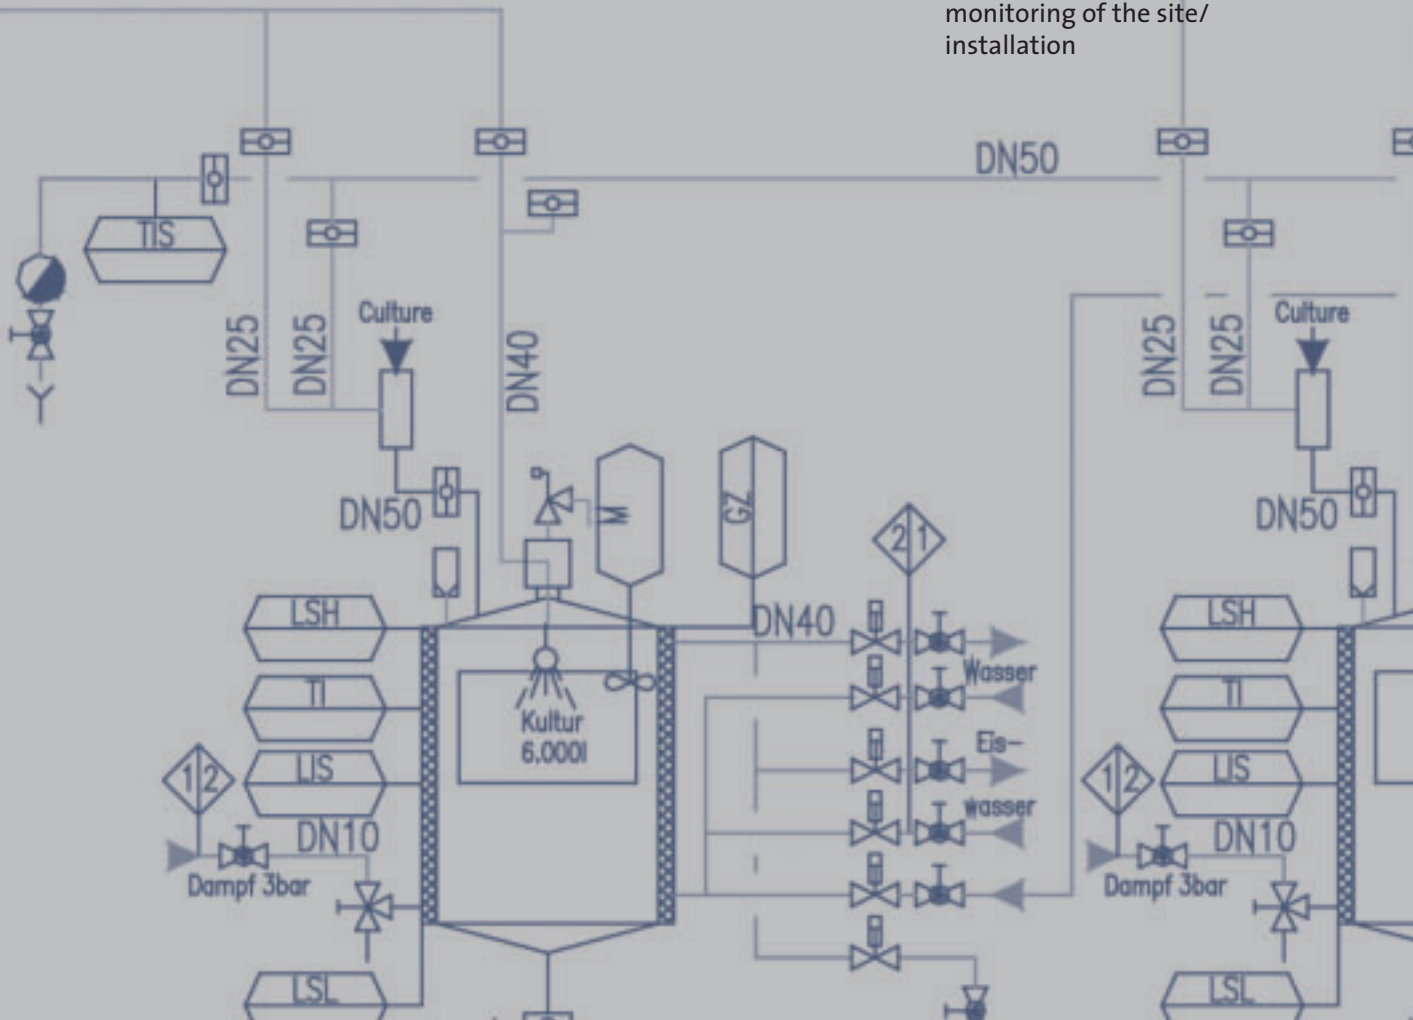 monitoring of the site/
installation
DN50
TIS
Culture
Culture
DN25
DN25
DN40
DN25
DN25
DN50
M
GZ
DN50
2 1
LSH
DN40
LSH
Wasser
TI
Kultur
6.000l
TI
Eis-
1 2
LIS
1 2
LIS
wasser
DN10
DN10
Dampf 3bar
Dampf 3bar
LSL
LSL